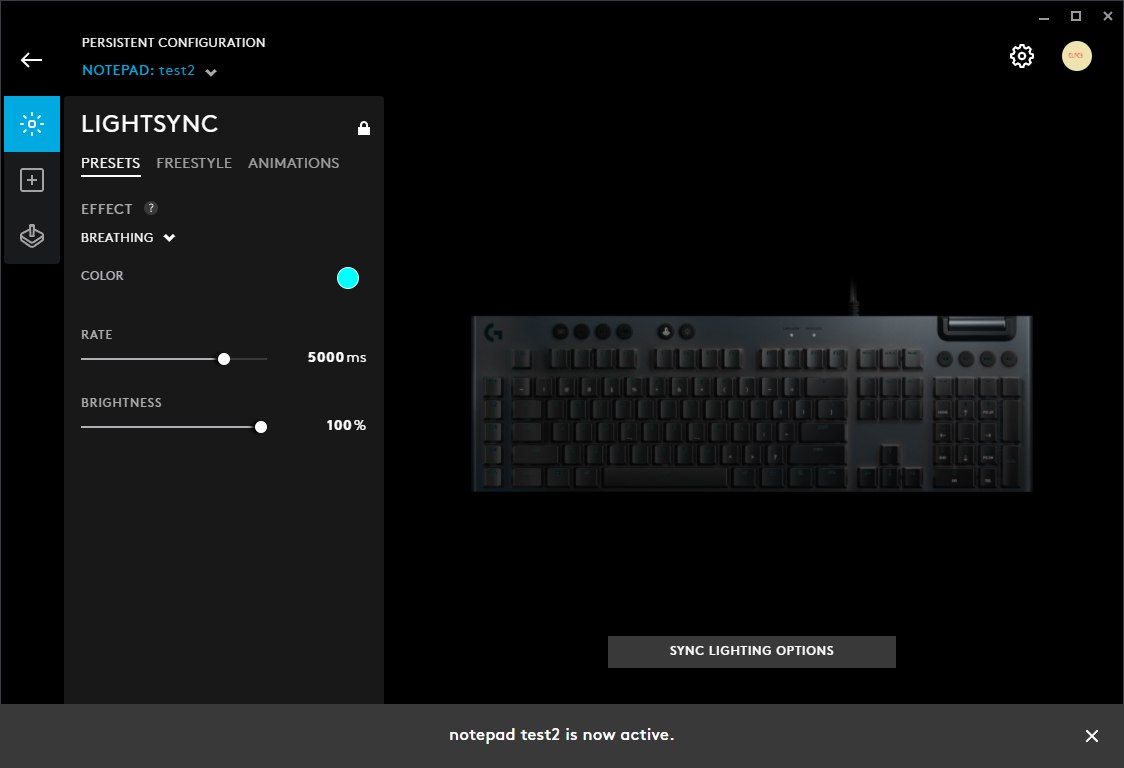 PERSISTENT CONFIGURATION
NOTEPAD: test2
LIGHTSYNC
PRESETS FREESTYLE ANIMATIONS
EFFECT ?
BREATHING
COLOR
RATE
5000 ms
BRIGHTNESS
100 %
SYNC LIGHTING OPTIONS
notepad test2 is now active.